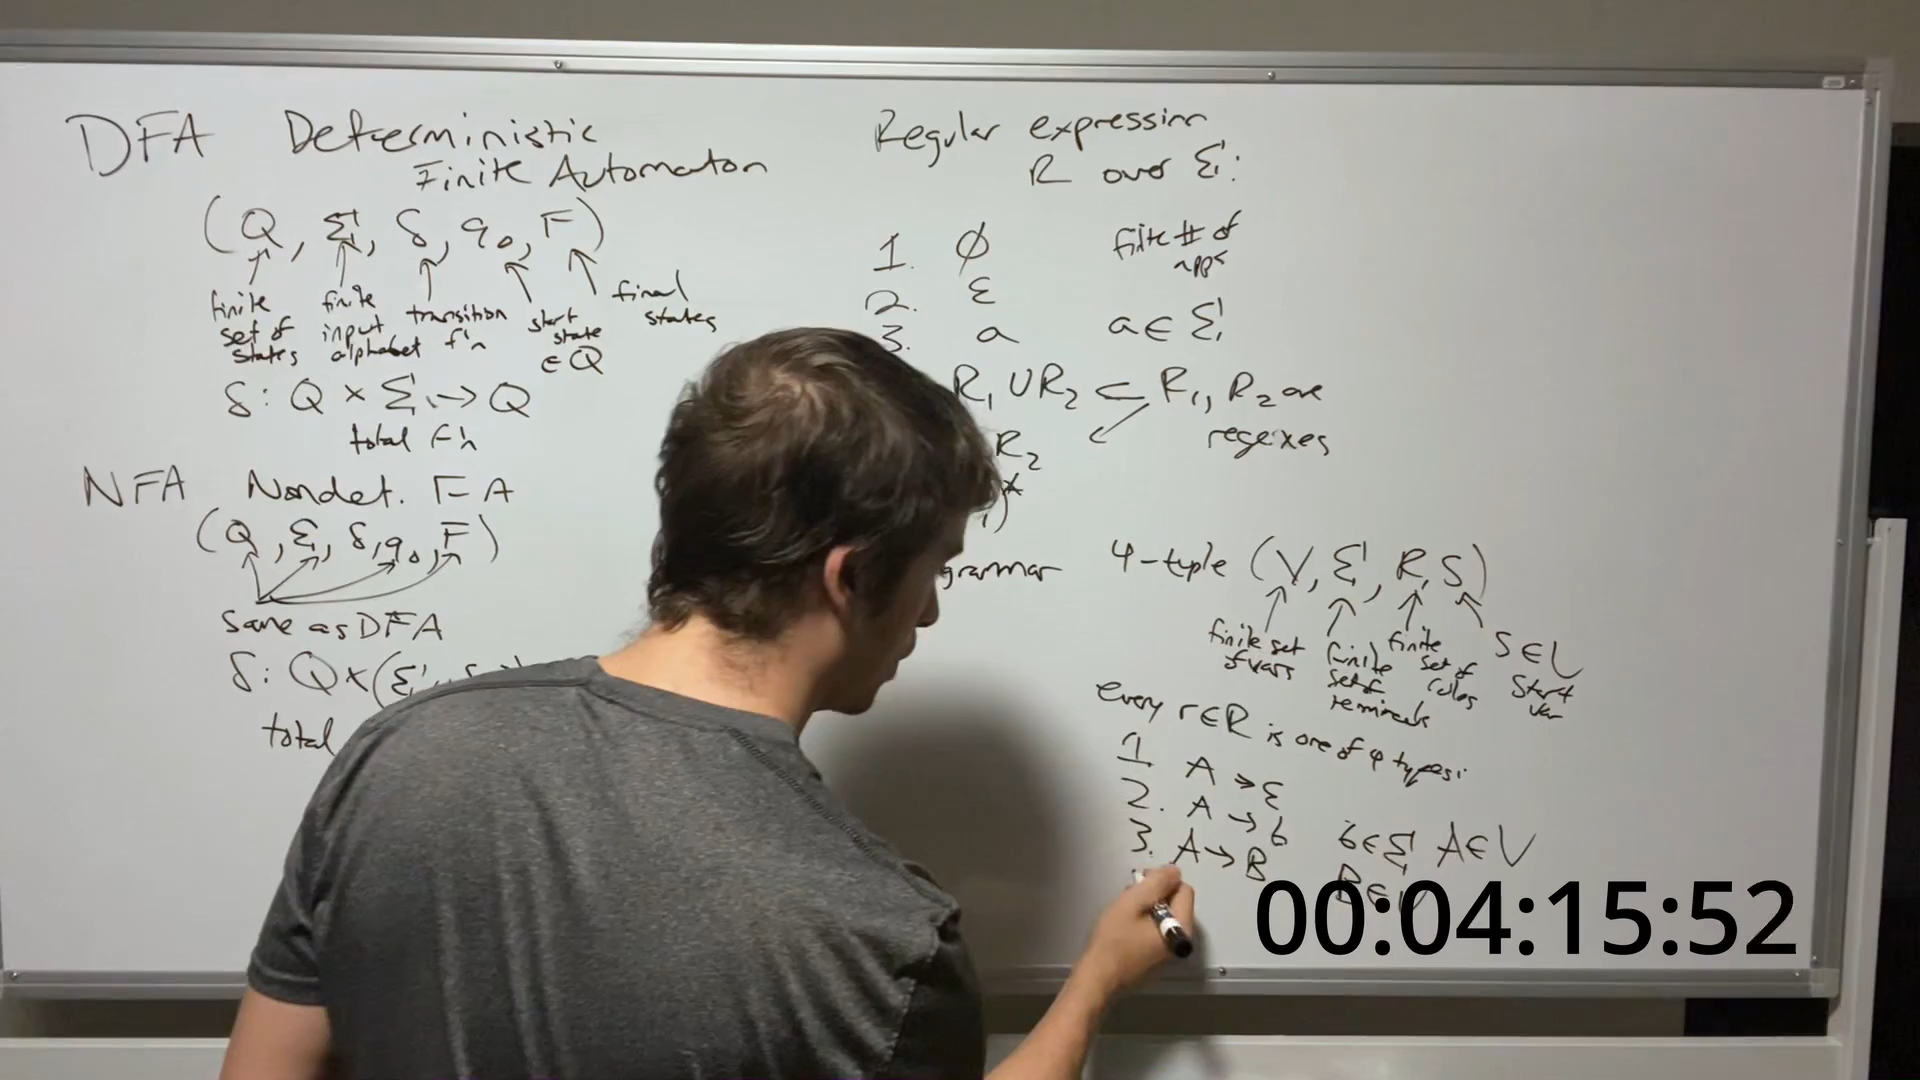 DFA Deterministic
Finite Automaton
(Q, Σ, δ, q₀, F)
finite set of states
finite input alphabet
transition f'n
start state ∈ Q
final states
δ: Q × Σ → Q
total f'n
NFA Nondet. FA
(Q, Σ, δ, q₀, F)
same as DFA
δ: Q × (Σ
total
Regular expression
R over Σ:
1. ∅
finite # of apps
2. ε
3. a a ∈ Σ
R₁ ∪ R₂ ← R₁, R₂ are
regexes
R₂
*
grammar
4-tuple (V, Σ, R, S)
finite set of vars
finite set of terminals
finite set of rules
S ∈ V
start var
every r ∈ R is one of 4 types:
1. A → ε
2. A → b
b ∈ Σ A ∈ V
3. A → B
B ∈ V
00:04:15:52